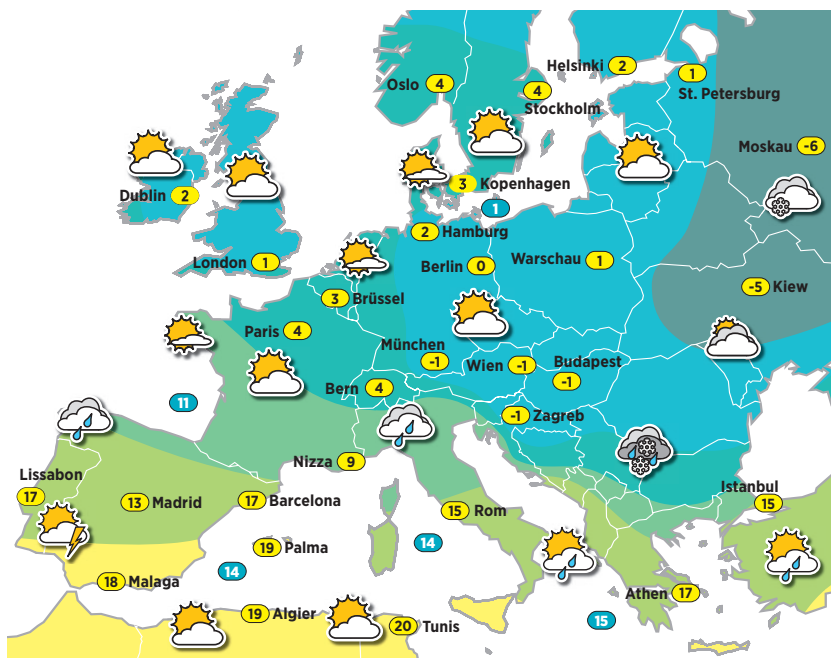 Helsinki 2
1
St. Petersburg
Oslo 4
4
Stockholm
Moskau -6
Dublin 2
3 Kopenhagen
1
2 Hamburg
London 1
Berlin 0
Warschau 1
-5 Kiew
3 Brüssel
Paris 4
München
-1
Wien -1
Budapest
-1
Bern 4
11
-1 Zagreb
Nizza 9
Lissabon
17
13 Madrid
17 Barcelona
15 Rom
Istanbul
15
19 Palma
14
14
18 Malaga
Athen 17
19 Algier
20 Tunis
15